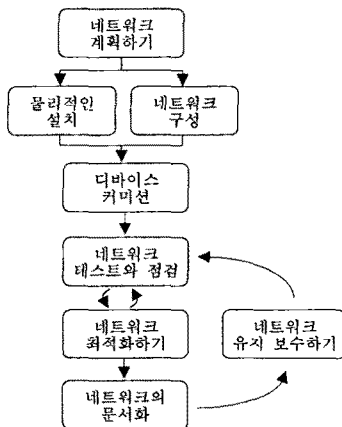 네트워크
계획하기
물리적인
설치
네트워크
구성
디바이스
커미션
네트워크
테스트와 점검
네트워크
최적화하기
네트워크
유지 보수하기
네트워크의
문서화